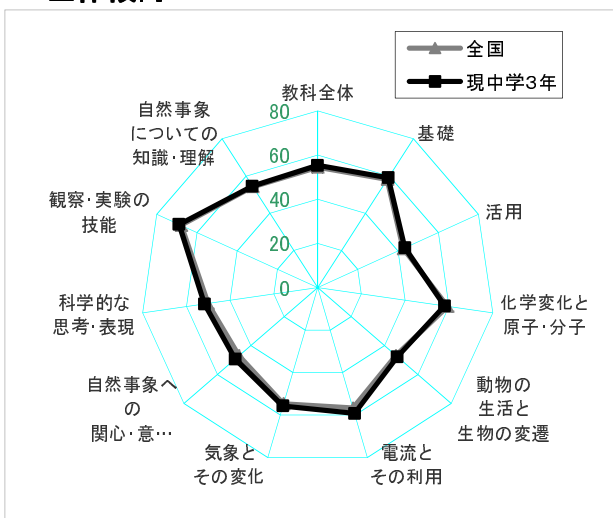 全国
現中学3年
教科全体
基礎
活用
化学変化と
原子･分子
動物の
生活と
生物の変遷
電流と
その利用
気象と
その変化
自然事象へ
の
関心･意…
科学的な
思考･表現
観察･実験の
技能
自然事象
についての
知識･理解
80
60
40
20
0